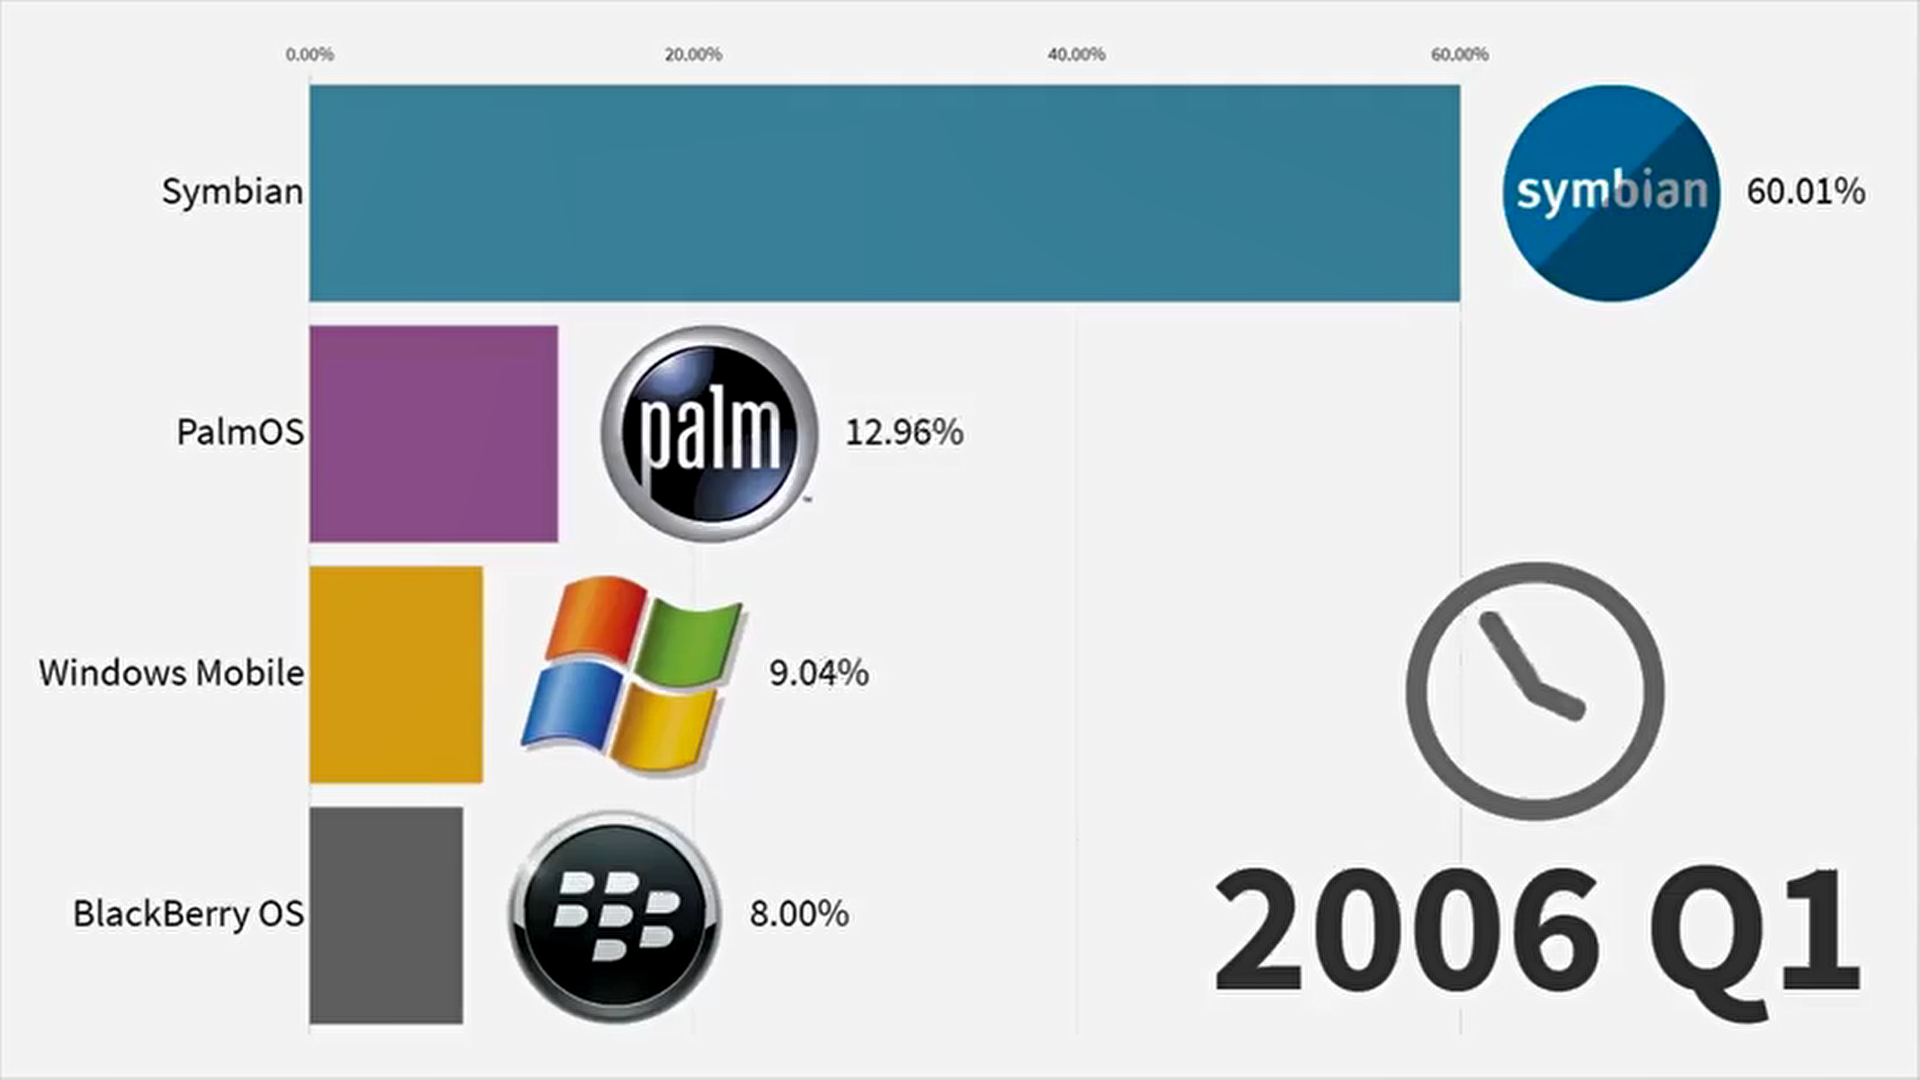 0.00% 20.00% 40.00% 60.00%
Symbian symbian 60.01%
PalmOS palm ™ 12.96%
Windows Mobile 9.04%
BlackBerry OS 8.00%
2006 Q1